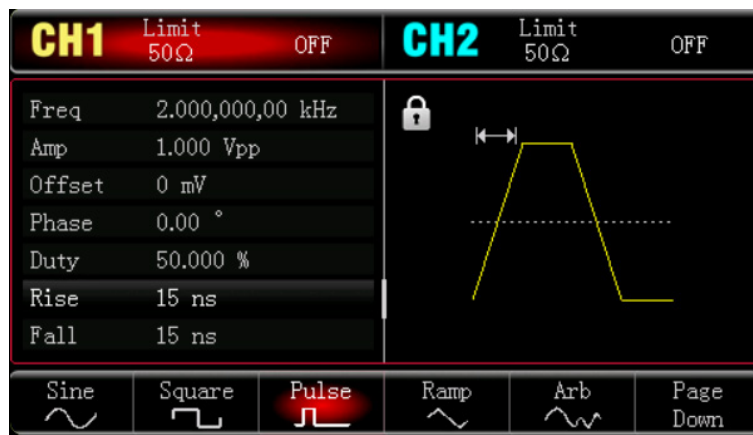 CH1 Limit 50Ω OFF CH2 Limit 50Ω OFF
Freq 2.000,000,00 kHz
Amp 1.000 Vpp
Offset 0 mV
Phase 0.00 °
Duty 50.000 %
Rise 15 ns
Fall 15 ns
Sine Square Pulse Ramp Arb Page Down